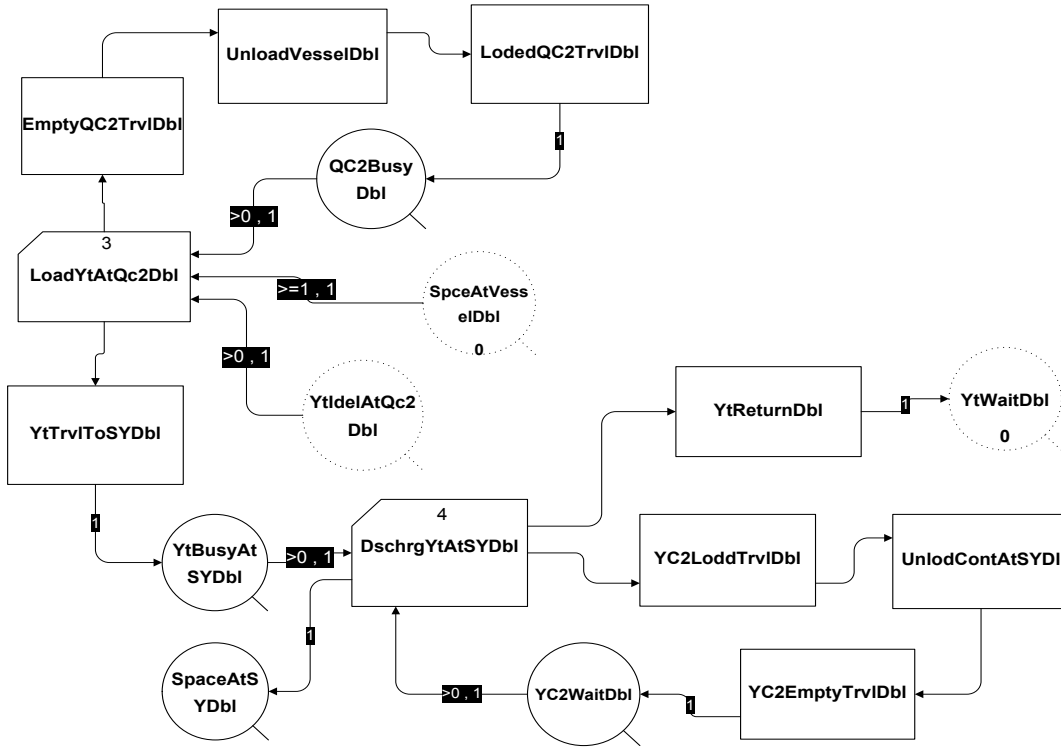 UnloadVesselDbl
LodedQC2TrvlDbl
EmptyQC2TrvlDbl
1
QC2Busy
Dbl
>0 , 1
3
LoadYtAtQc2Dbl
>=1 , 1
SpceAtVess
elDbl
0
>0 , 1
YtIdelAtQc2
Dbl
YtTrvlToSYDbl
YtReturnDbl
1
YtWaitDbl
0
1
YtBusyAt
SYDbl
>0 , 1
4
DschrgYtAtSYDbl
YC2LoddTrvlDbl
UnlodContAtSYDl
1
SpaceAtS
YDbl
>0 , 1
YC2WaitDbl
1
YC2EmptyTrvlDbl